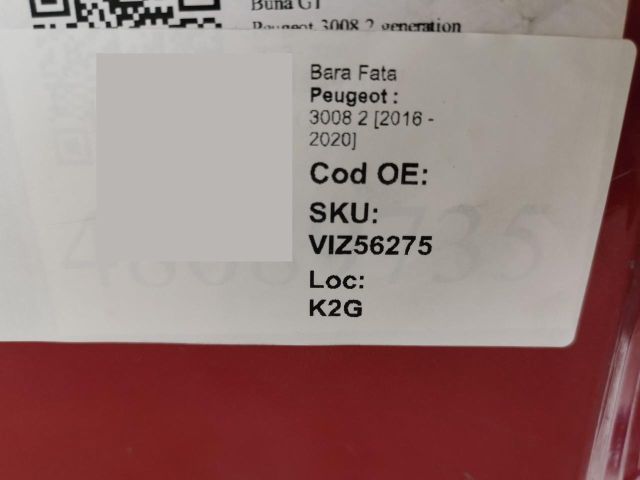 Buna GT
Peugeot 3008 2 generation
Bara Fata
Peugeot :
3008 2 [2016 -
2020]
Cod OE:
SKU:
VIZ56275
Loc:
K2G